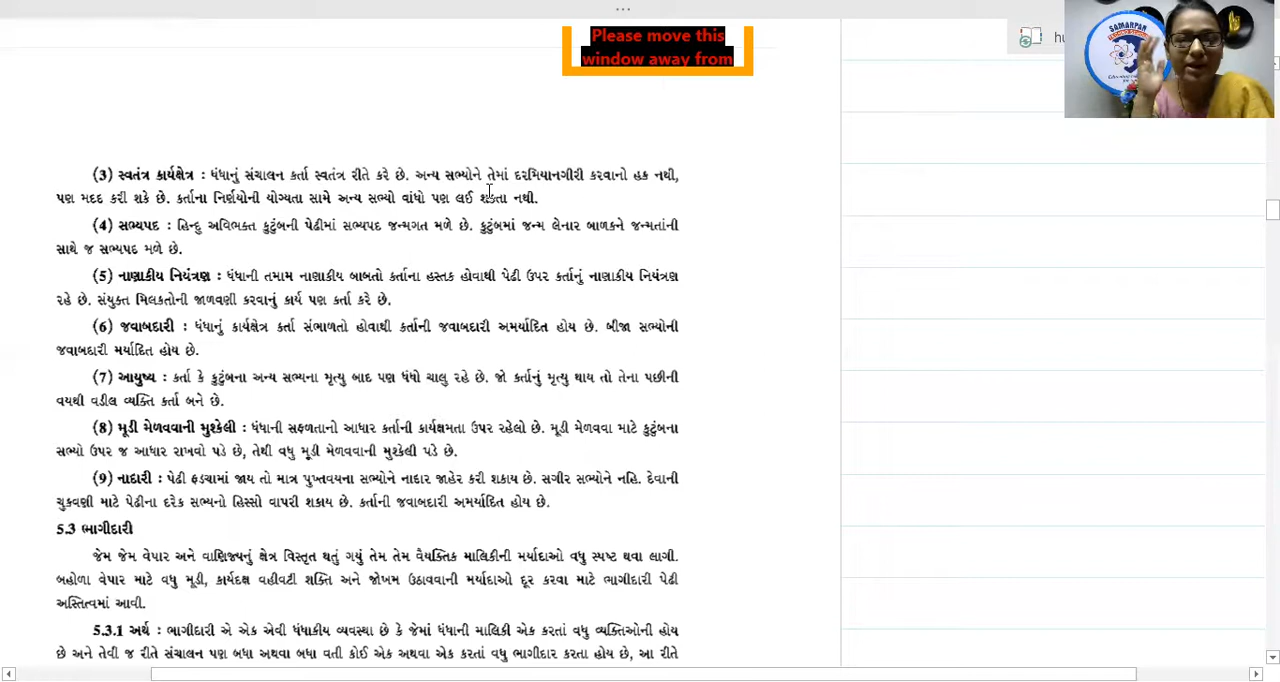 Please move this
window away from
SAMARPAN
(3) સ્વતંત્ર કાર્યક્ષેત્ર : ધંધાનું સંચાલન કર્તા સ્વતંત્ર રીતે કરે છે. અન્ય સભ્યોને તેમાં દરમિયાનગીરી કરવાનો હક નથી,
પણ મદદ કરી શકે છે. કર્તાના નિર્ણયોની યોગ્યતા સામે અન્ય સભ્યો વાંધો પણ લઈ શકતા નથી.
(4) સભ્યપદ : હિન્દુ અવિભક્ત કુટુંબની પેઢીમાં સભ્યપદ જન્મગત મળે છે. કુટુંબમાં જન્મ લેનાર બાળકને જન્મતાંની
સાથે જ સભ્યપદ મળે છે.
(5) નાણાકીય નિયંત્રણ : ધંધાની તમામ નાણાકીય બાબતો કર્તાના હસ્તક હોવાથી પેઢી ઉપર કર્તાનું નાણાકીય નિયંત્રણ
રહે છે. સંયુક્ત મિલકતોની જાળવણી કરવાનું કાર્ય પણ કર્તા કરે છે.
(6) જવાબદારી : ધંધાનું કાર્યક્ષેત્ર કર્તા સંભાળતો હોવાથી કર્તાની જવાબદારી અમર્યાદિત હોય છે. બીજા સભ્યોની
જવાબદારી મર્યાદિત હોય છે.
(7) આયુષ્ય : કર્તા કે કુટુંબના અન્ય સભ્યના મૃત્યુ બાદ પણ ધંધો ચાલુ રહે છે. જો કર્તાનું મૃત્યુ થાય તો તેના પછીની
વયથી વડીલ વ્યક્તિ કર્તા બને છે.
(8) મૂડી મેળવવાની મુશ્કેલી : ધંધાની સફળતાનો આધાર કર્તાની કાર્યક્ષમતા ઉપર રહેલો છે. મૂડી મેળવવા માટે કુટુંબના
સભ્યો ઉપર જ આધાર રાખવો પડે છે, તેથી વધુ મૂડી મેળવવાની મુશ્કેલી પડે છે.
(9) નાદારી : પેઢી ફડચામાં જાય તો માત્ર પુખ્તવયના સભ્યોને નાદાર જાહેર કરી શકાય છે. સગીર સભ્યોને નહિ. દેવાની
ચુકવણી માટે પેઢીના દરેક સભ્યનો હિસ્સો વાપરી શકાય છે. કર્તાની જવાબદારી અમર્યાદિત હોય છે.
5.3 ભાગીદારી
જેમ જેમ વેપાર અને વાણિજ્યનું ક્ષેત્ર વિસ્તૃત થતું ગયું તેમ તેમ વૈયક્તિક માલિકીની મર્યાદાઓ વધુ સ્પષ્ટ થવા લાગી.
બહોળા વેપાર માટે વધુ મૂડી, કાર્યદક્ષ વહીવટી શક્તિ અને જોખમ ઉઠાવવાની મર્યાદાઓ દૂર કરવા માટે ભાગીદારી પેઢી
અસ્તિત્વમાં આવી.
5.3.1 અર્થ : ભાગીદારી એ એક એવી ધંધાકીય વ્યવસ્થા છે કે જેમાં ધંધાની માલિકી એક કરતાં વધુ વ્યક્તિઓની હોય
છે અને તેવી જ રીતે સંચાલન પણ બધા અથવા બધા વતી કોઈ એક અથવા એક કરતાં વધુ ભાગીદાર કરતા હોય છે, આ રીતે